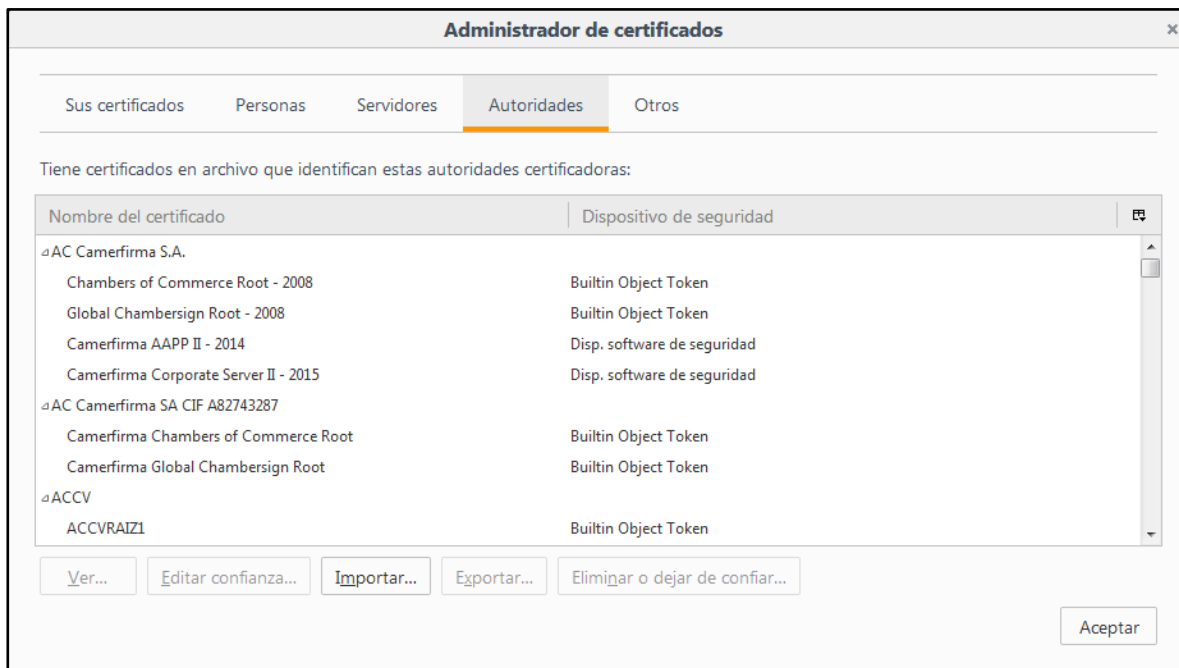 Administrador de certificados
Sus certificados Personas Servidores Autoridades Otros
Tiene certificados en archivo que identifican estas autoridades certificadoras:
Nombre del certificado Dispositivo de seguridad
AC Camerfirma S.A.
Chambers of Commerce Root - 2008 Builtin Object Token
Global Chambersign Root - 2008 Builtin Object Token
Camerfirma AAPP II - 2014 Disp. software de seguridad
Camerfirma Corporate Server II - 2015 Disp. software de seguridad
AC Camerfirma SA CIF A82743287
Camerfirma Chambers of Commerce Root Builtin Object Token
Camerfirma Global Chambersign Root Builtin Object Token
ACCV
ACCVRAIZ1 Builtin Object Token
Ver... Editar confianza... Importar... Exportar... Eliminar o dejar de confiar...
Aceptar